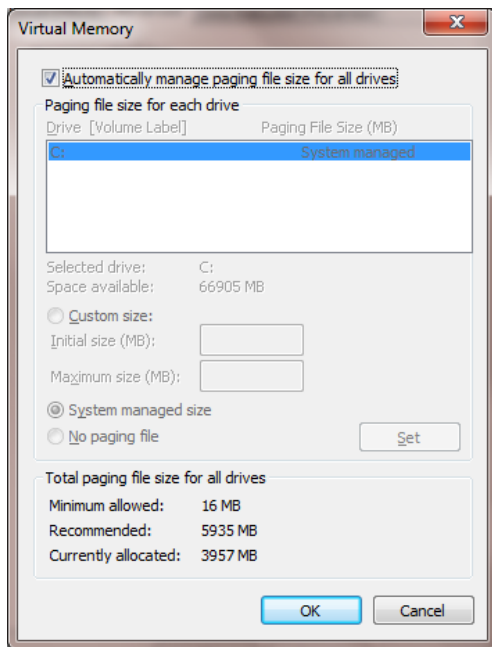 Virtual Memory
Automatically manage paging file size for all drives
Paging file size for each drive
Drive [Volume Label] Paging File Size (MB)
C: System managed
Selected drive: C:
Space available: 66905 MB
Custom size:
Initial size (MB):
Maximum size (MB):
System managed size
No paging file Set
Total paging file size for all drives
Minimum allowed: 16 MB
Recommended: 5935 MB
Currently allocated: 3957 MB
OK Cancel